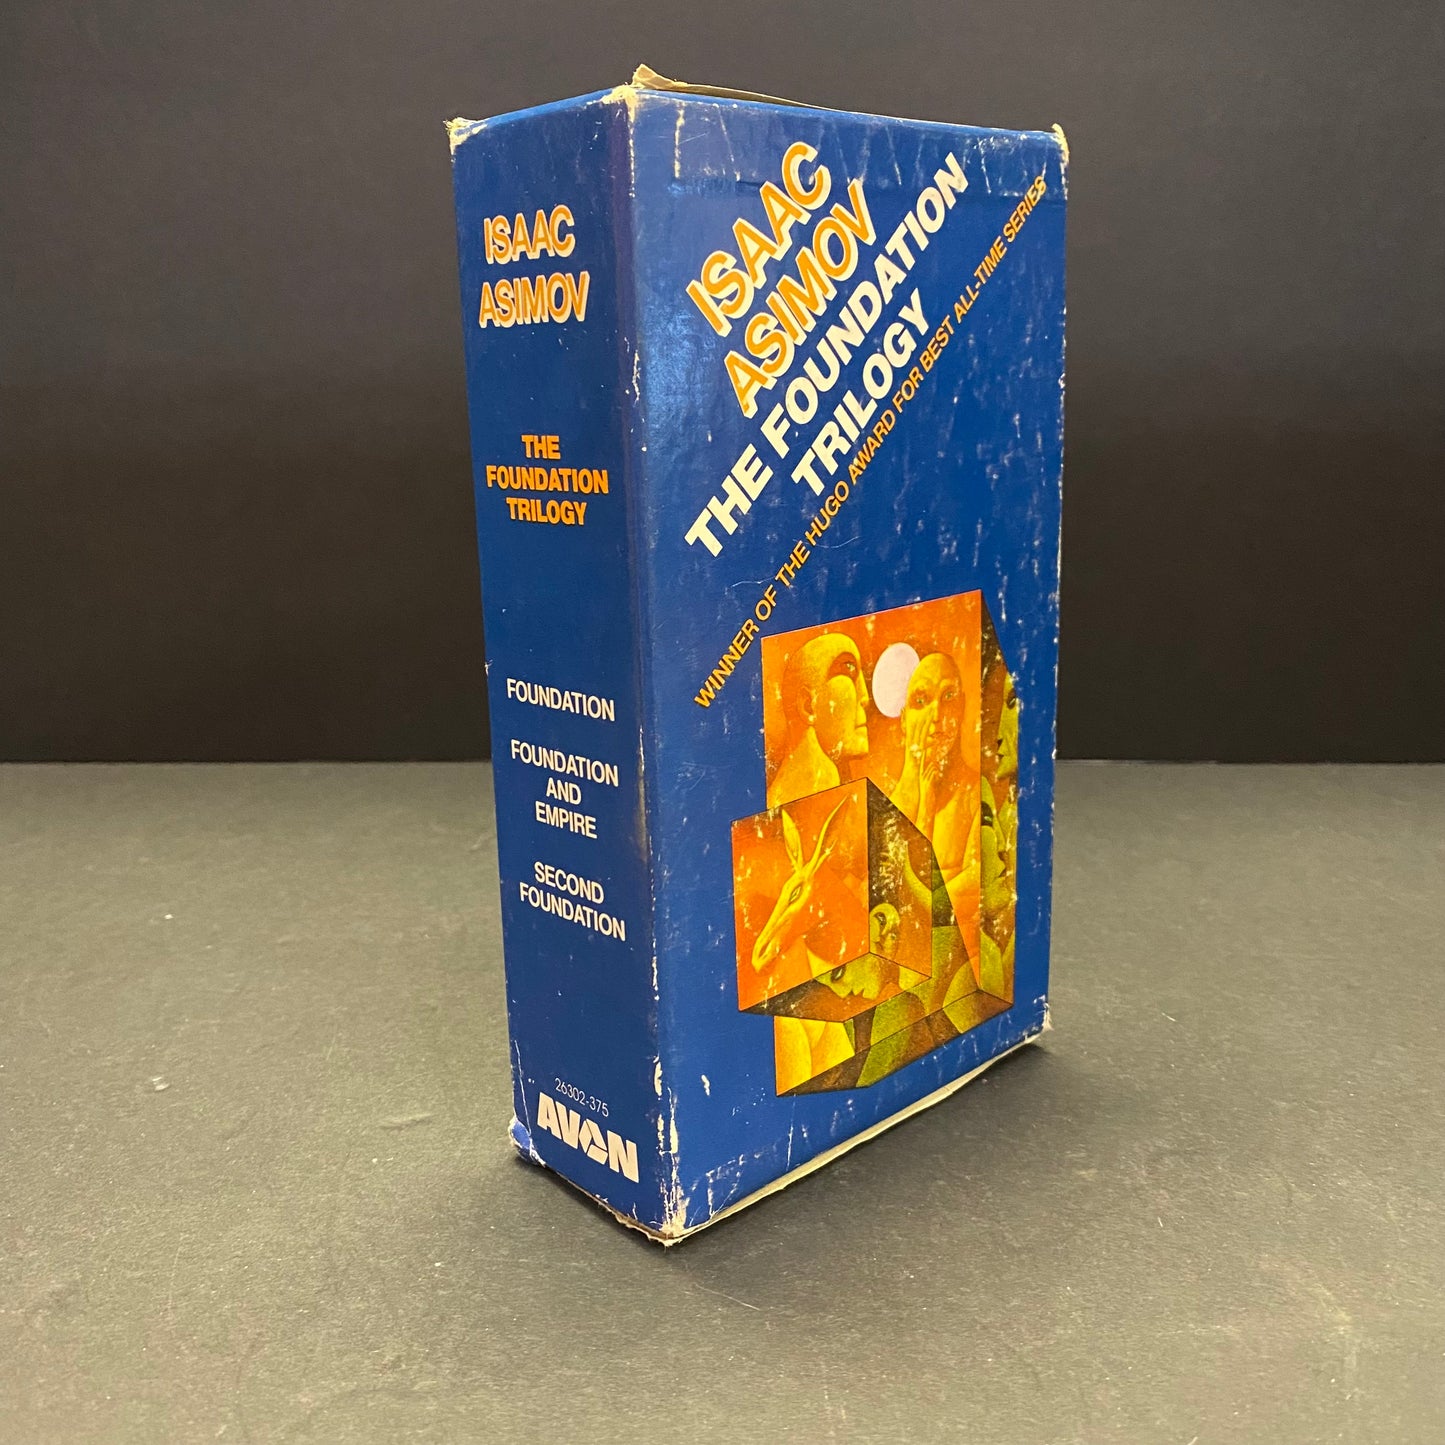 ISAAC
ASIMOV
THE
FOUNDATION
TRILOGY
FOUNDATION
FOUNDATION
AND
EMPIRE
SECOND
FOUNDATION
26302-375
AVON
ISAAC
ASIMOV
THE FOUNDATION
TRILOGY
WINNER OF THE HUGO AWARD FOR BEST ALL-TIME SERIES